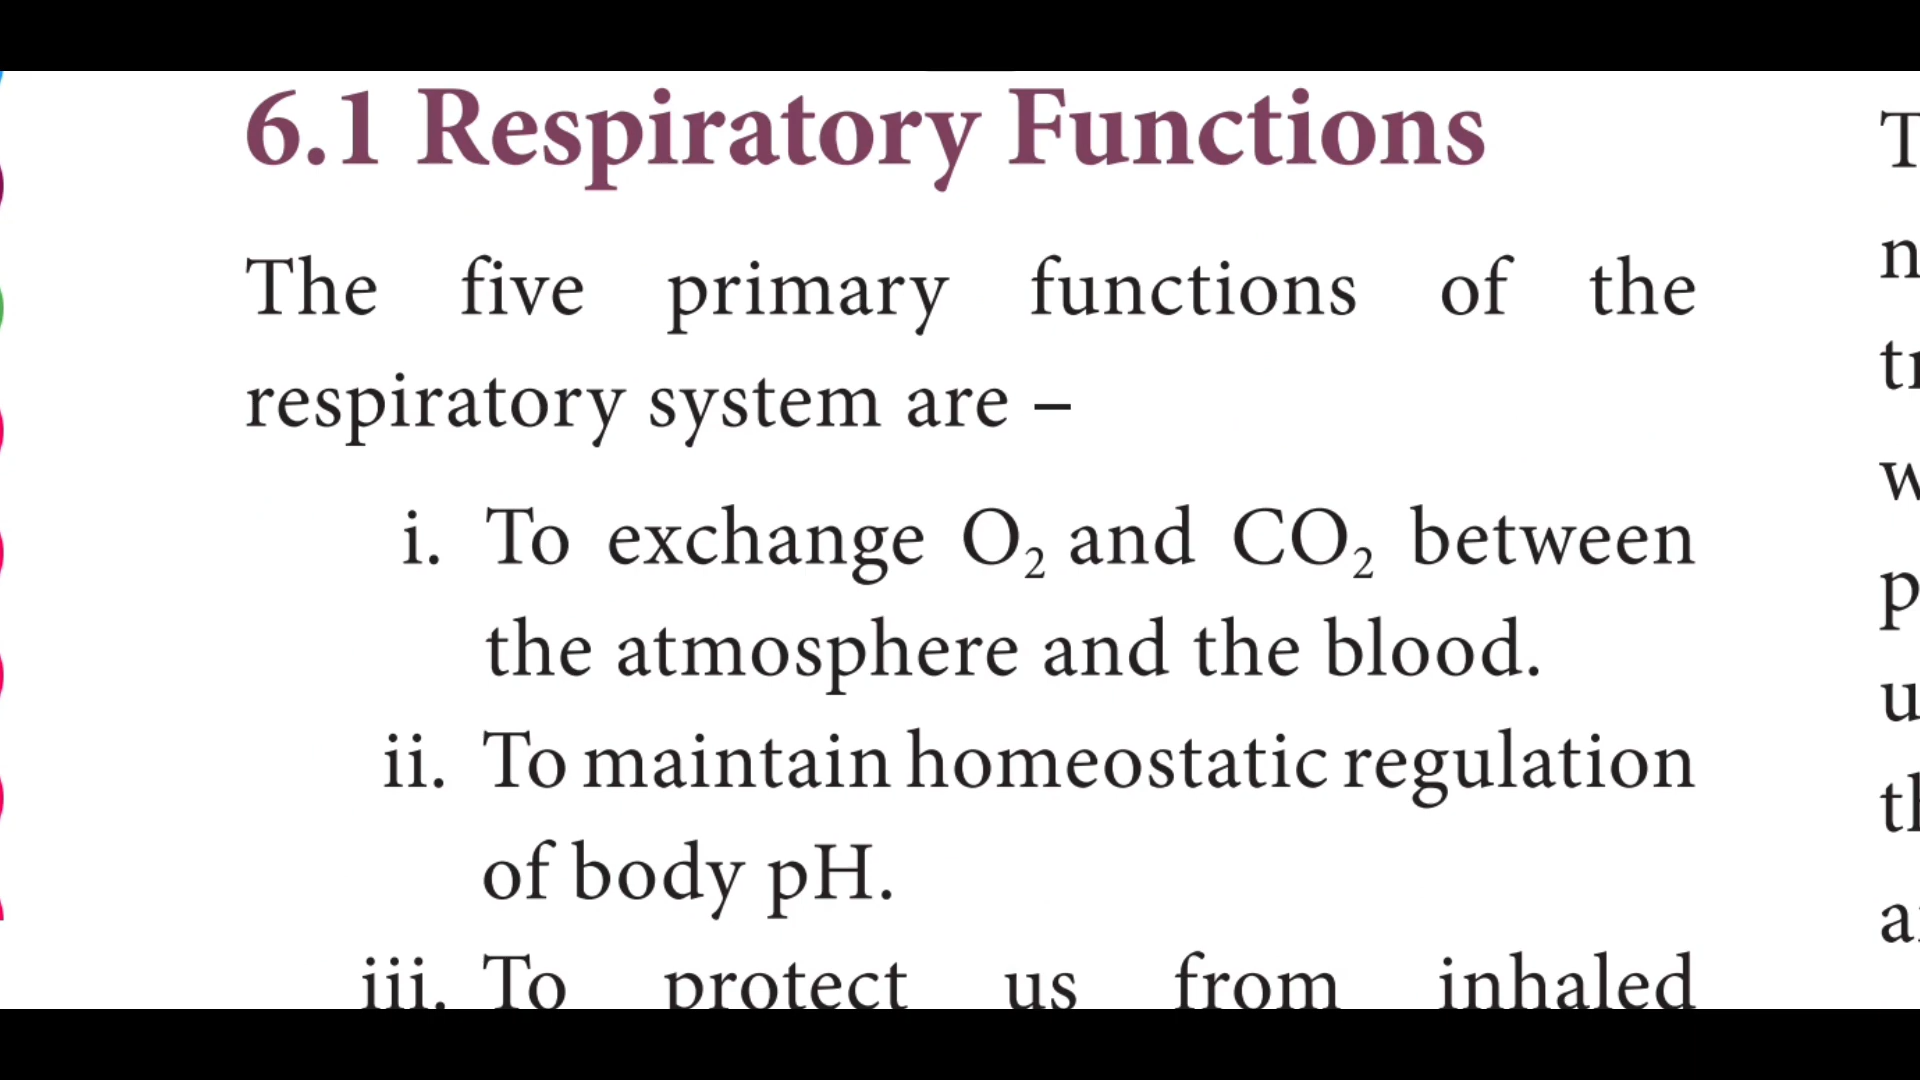 6.1 Respiratory Functions
The five primary functions of the
respiratory system are –
i. To exchange O₂ and CO₂ between
the atmosphere and the blood.
ii. To maintain homeostatic regulation
of body pH.
iii. To protect us from inhaled